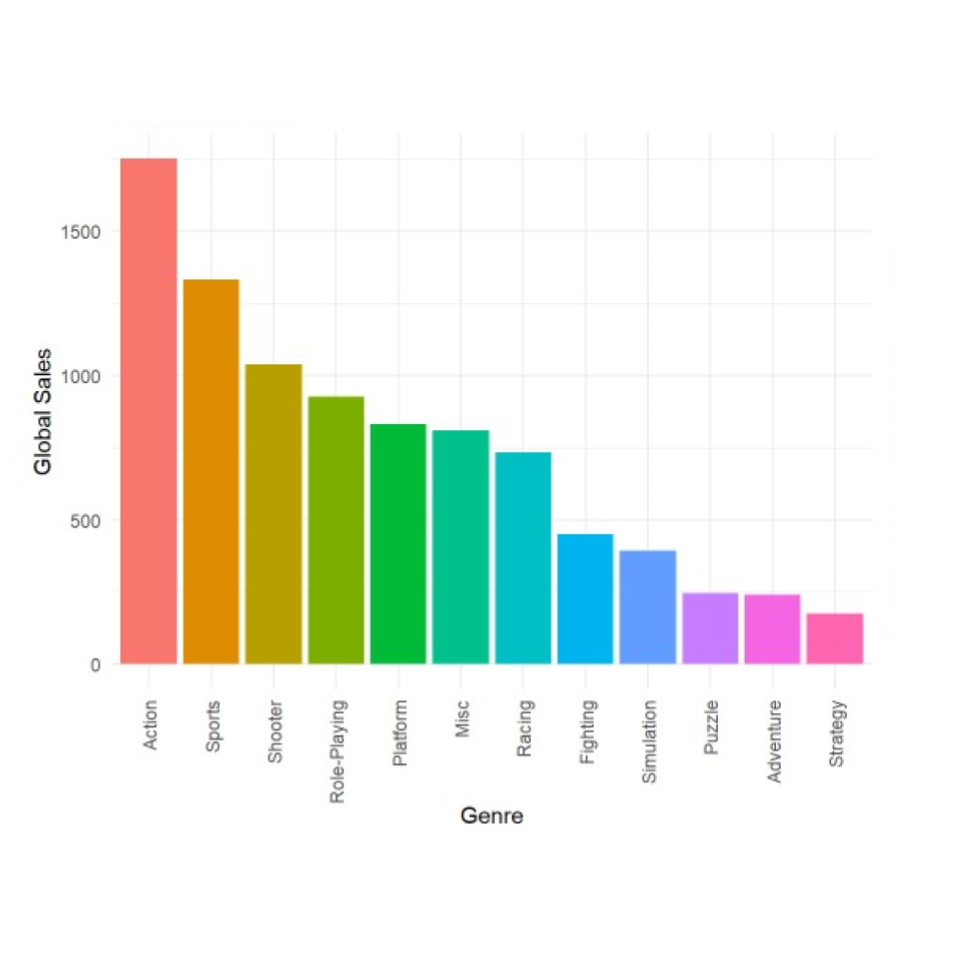 1500
1000
500
0
Global Sales
Action
Sports
Shooter
Role-Playing
Platform
Misc
Racing
Fighting
Simulation
Puzzle
Adventure
Strategy
Genre